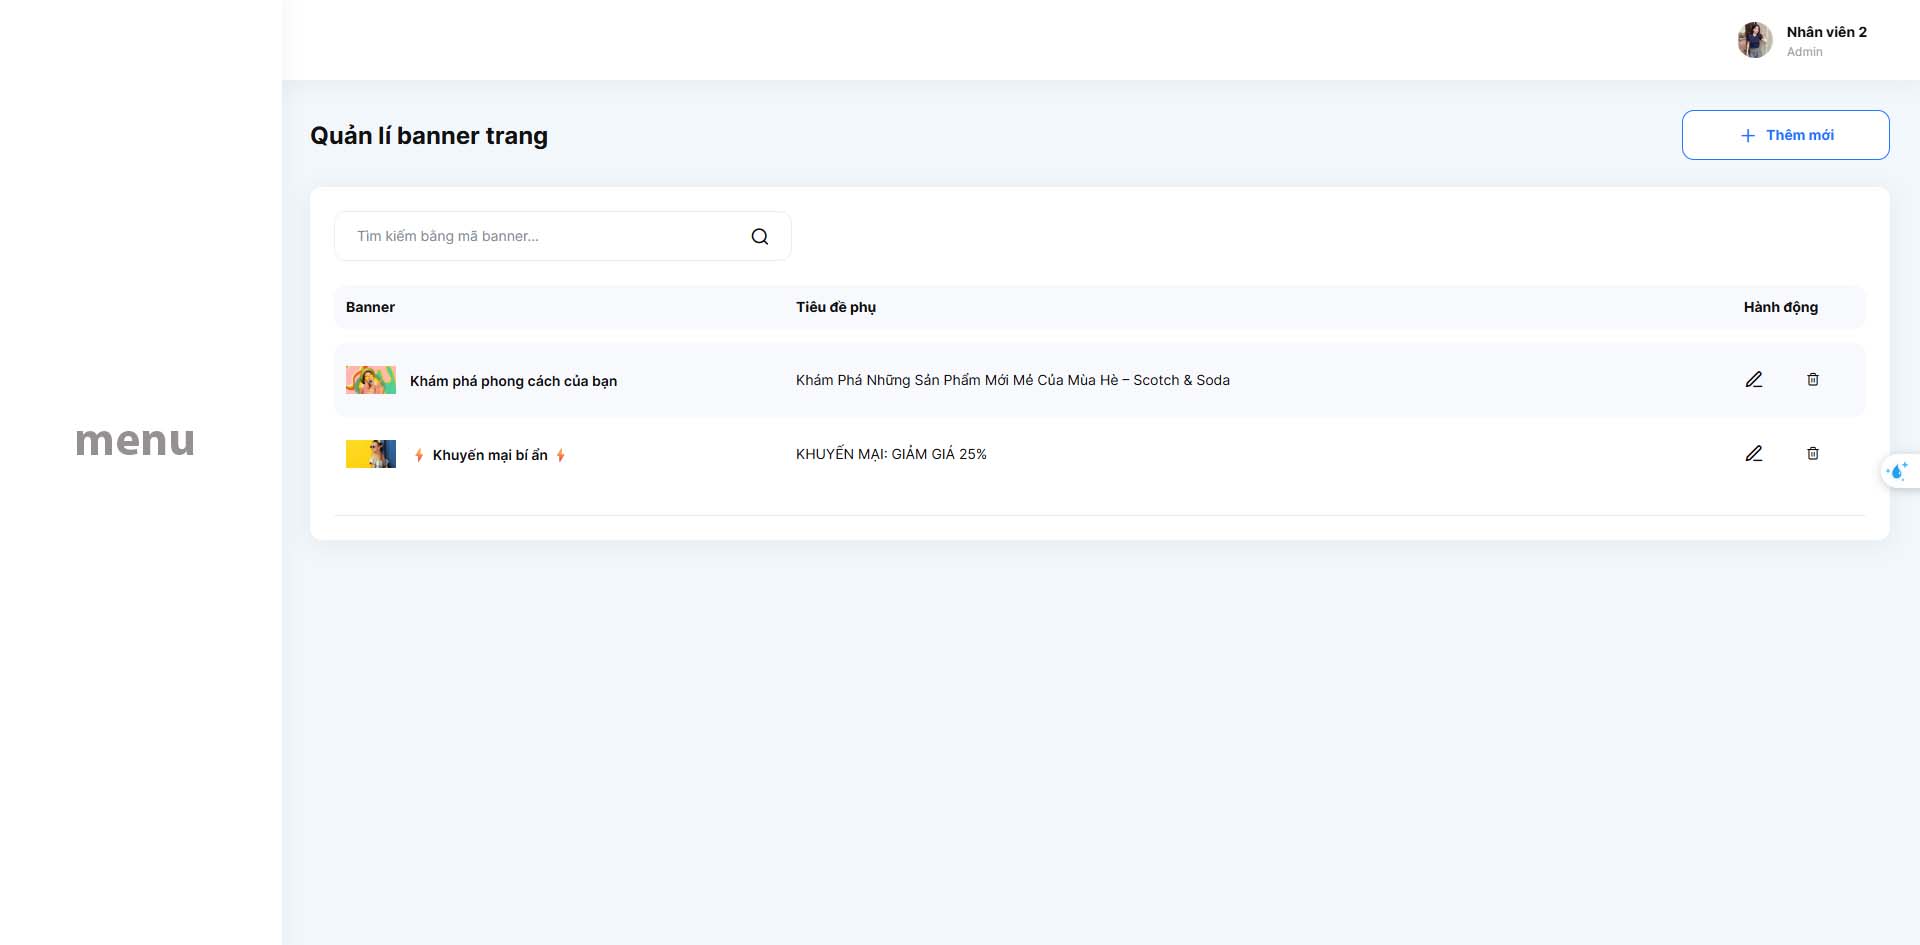 Nhân viên 2
Admin
Quản lí banner trang
Thêm mới
Tìm kiếm bằng mã banner...
Banner Tiêu đề phụ Hành động
Khám phá phong cách của bạn Khám Phá Những Sản Phẩm Mới Mẻ Của Mùa Hè – Scotch & Soda
menu
⚡ Khuyến mại bí ẩn ⚡ KHUYẾN MẠI: GIẢM GIÁ 25%